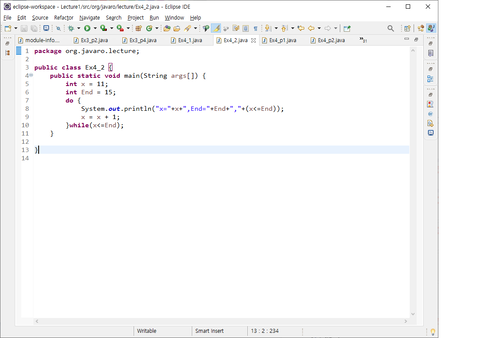 eclipse-workspace - Lecture1/src/org/javaro/lecture/Ex4_2.java - Eclipse IDE
File Edit Source Refactor Navigate Search Project Run Window Help
module-info... Ex3_p2.java Ex3_p4.java Ex4_1.java Ex4_2.java Ex4_p1.java Ex4_p2.java
1 package org.javaro.lecture;
2
3 public class Ex4_2 {
4 public static void main(String args[]) {
5 int x = 11;
6 int End = 15;
7 do {
8 System.out.println("x="+x+",End="+End+","+(x<=End));
9 x = x + 1;
10 }while(x<=End);
11 }
12
13 }
14
Writable Smart Insert 13 : 2 : 234